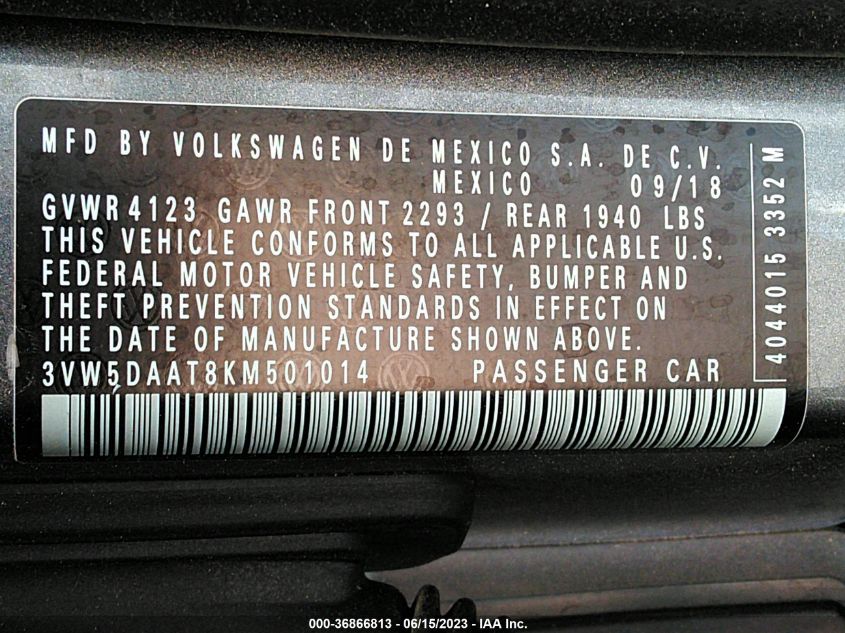 MFD BY VOLKSWAGEN DE MEXICO S.A. DE C.V.
MEXICO 09/18
GVWR 4123 GAWR FRONT 2293 / REAR 1940 LBS
THIS VEHICLE CONFORMS TO ALL APPLICABLE U.S.
FEDERAL MOTOR VEHICLE SAFETY, BUMPER AND
THEFT PREVENTION STANDARDS IN EFFECT ON
THE DATE OF MANUFACTURE SHOWN ABOVE.
3VW5DAAT8KM501014 PASSENGER CAR
4044015 3352 M
000-36866813 - 06/15/2023 - IAA Inc.